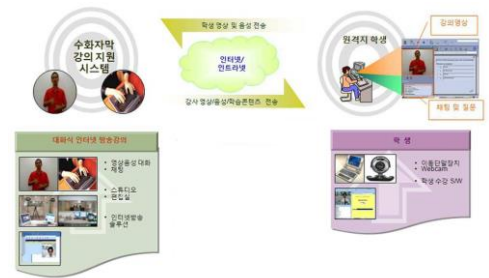 수화자막
강의 지원
시스템
학생 영상 및 음성 전송
인터넷/
인트라넷
강사 영상/음성/학습콘텐츠 전송
원격지 학생
강의영상
채팅 및 질문
대화식 인터넷 방송강의
• 영상음성 대화
• 채팅
• 스튜디오
• 편집실
• 인터넷방송
솔루션
학 생
• 이동단말장치
• Webcam
• 학생 수강 S/W